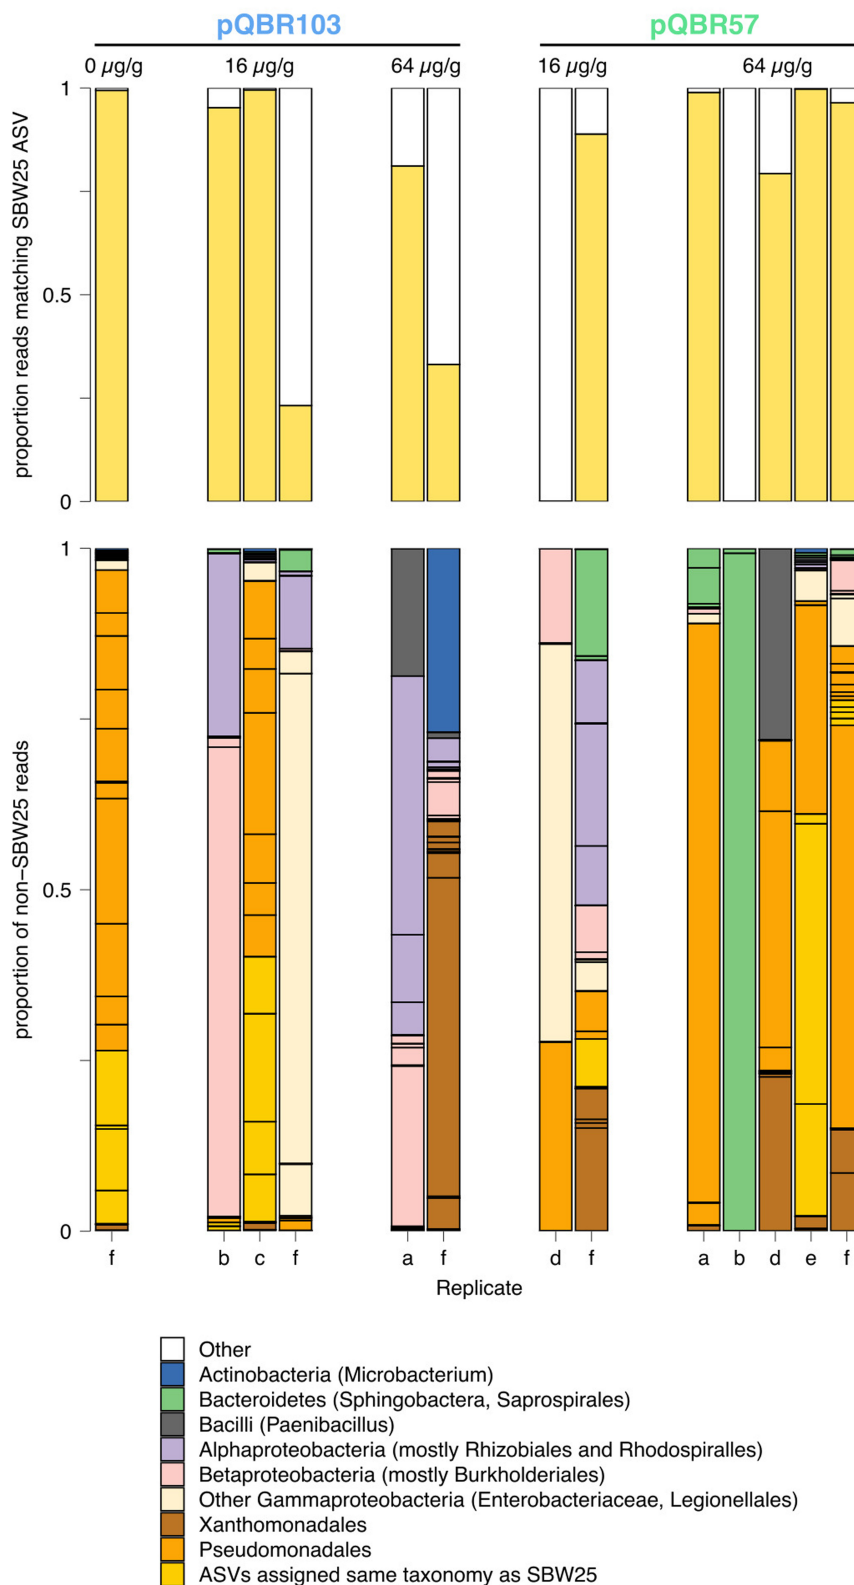 pQBR103 pQBR57
0 µg/g 16 µg/g 64 µg/g 16 µg/g 64 µg/g
proportion reads matching SBW25 ASV
1
0.5
0
proportion of non−SBW25 reads
1
0.5
0
f b c f a f d f a b d e f
Replicate
Other
Actinobacteria (Microbacterium)
Bacteroidetes (Sphingobactera, Saprospirales)
Bacilli (Paenibacillus)
Alphaproteobacteria (mostly Rhizobiales and Rhodospiralles)
Betaproteobacteria (mostly Burkholderiales)
Other Gammaproteobacteria (Enterobacteriaceae, Legionellales)
Xanthomonadales
Pseudomonadales
ASVs assigned same taxonomy as SBW25